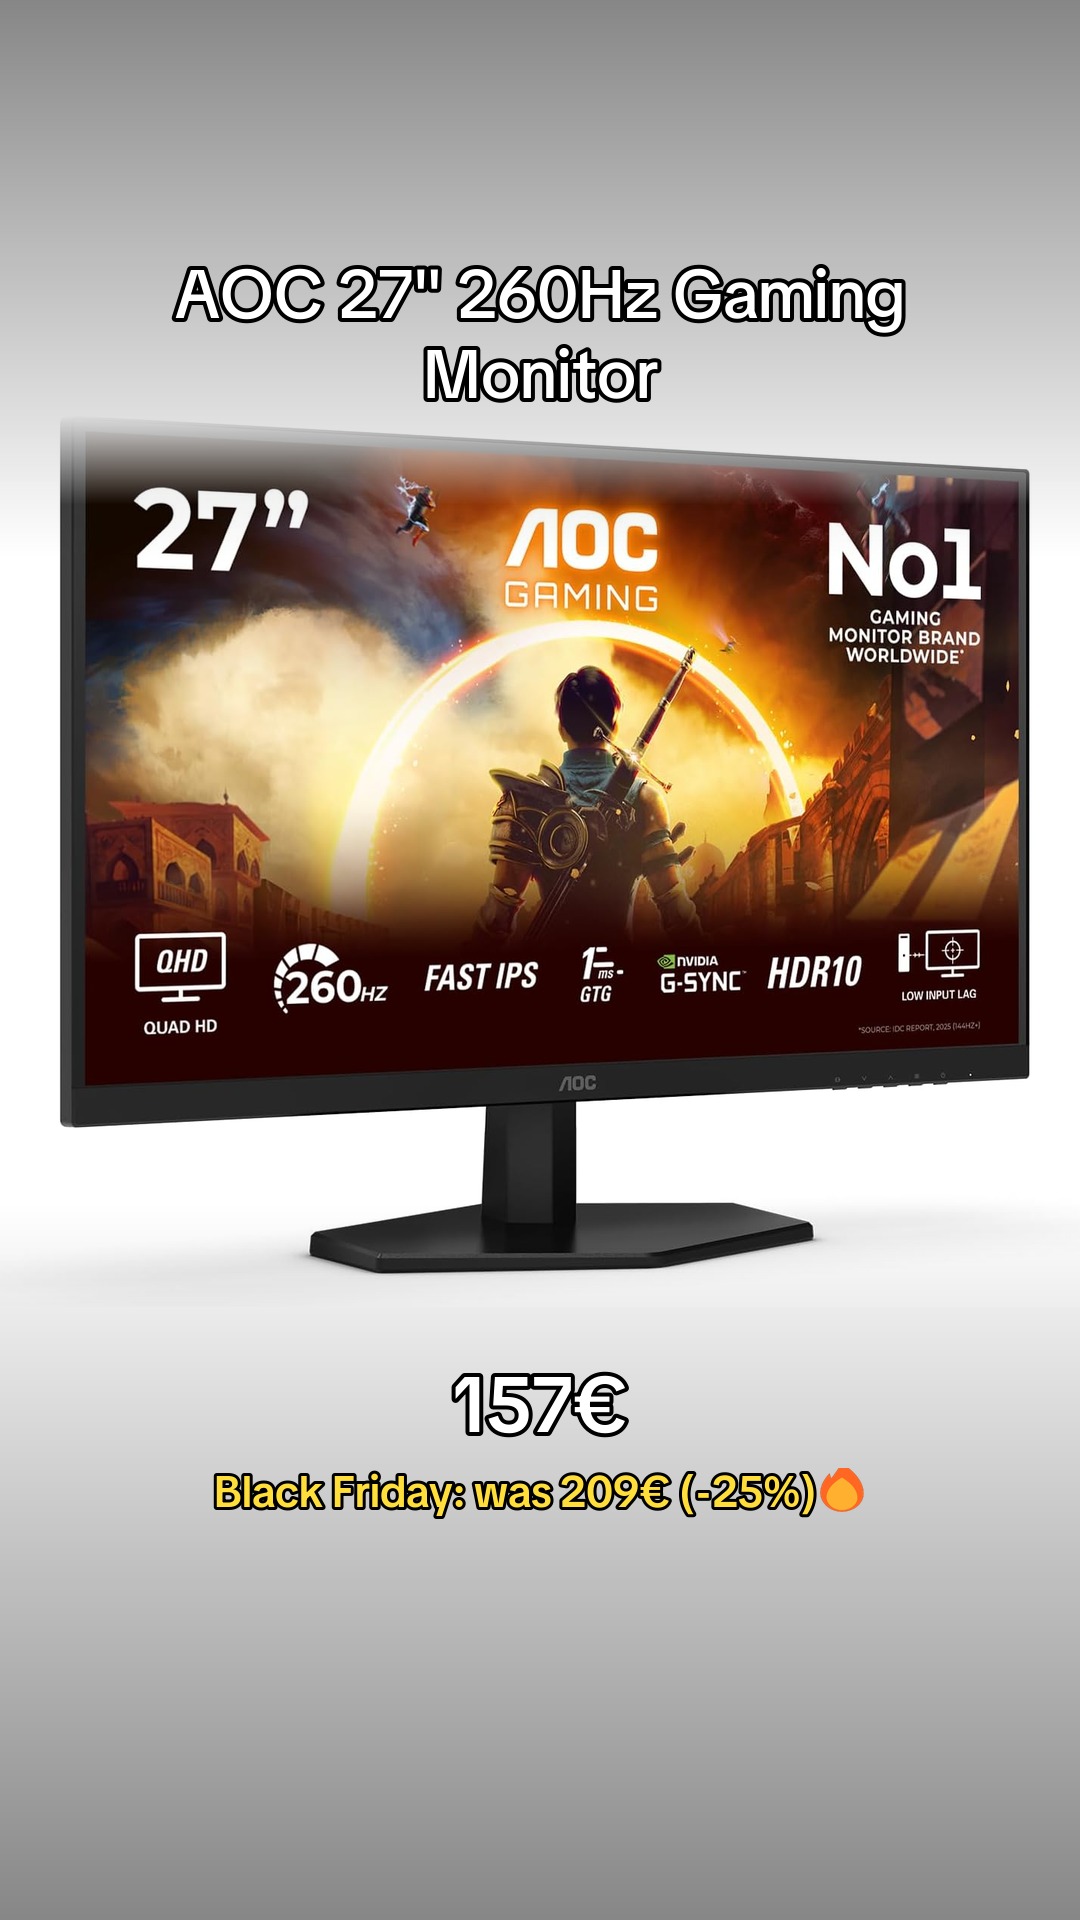 AOC 27" 260Hz Gaming
Monitor
27”
AOC
GAMING
No1
GAMING
MONITOR BRAND
WORLDWIDE*
QHD
QUAD HD
260HZ
FAST IPS
1ms
GTG
NVIDIA
G-SYNC™
HDR10
LOW INPUT LAG
*SOURCE: IDC REPORT, 2025 (144HZ+)
AOC
157€
Black Friday: was 209€ (-25%)🔥